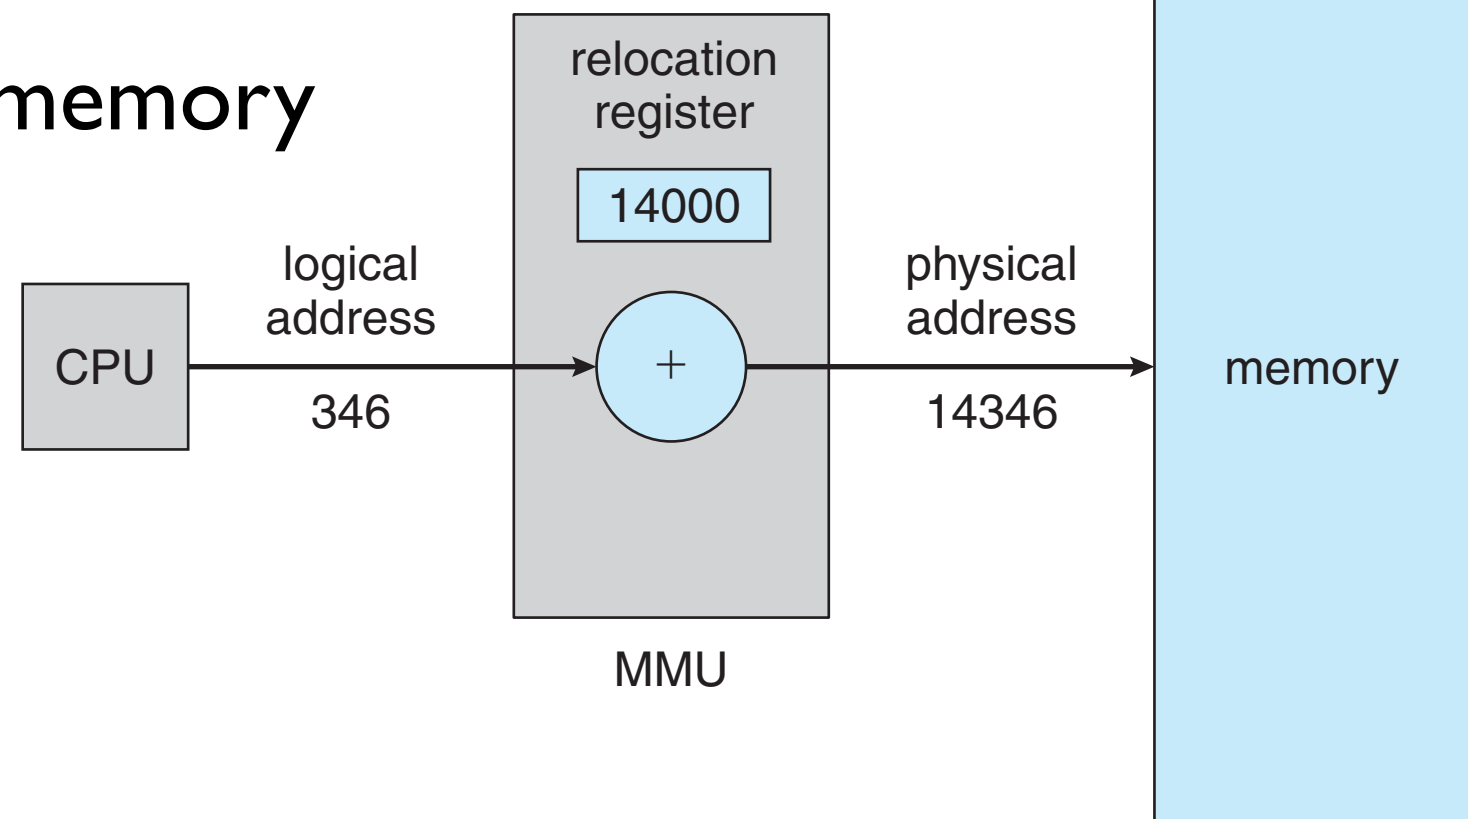 memory
relocation
register
14000
logical
address
physical
address
CPU
+
memory
346
14346
MMU